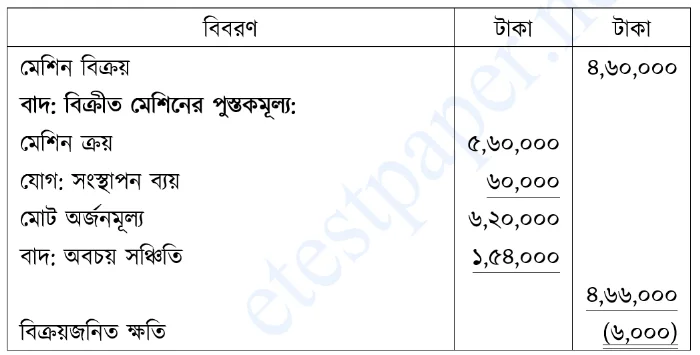 বিবরণ টাকা টাকা
মেশিন বিক্রয় ৪,৬০,০০০
বাদ: বিক্রীত মেশিনের পুস্তকমূল্য:
মেশিন ক্রয় ৫,৬০,০০০
যোগ: সংস্থাপন ব্যয় ৬০,০০০
মোট অর্জনমূল্য ৬,২০,০০০
বাদ: অবচয় সঞ্চিতি ১,৫৪,০০০
৪,৬৬,০০০
বিক্রয়জনিত ক্ষতি (৬,০০০)